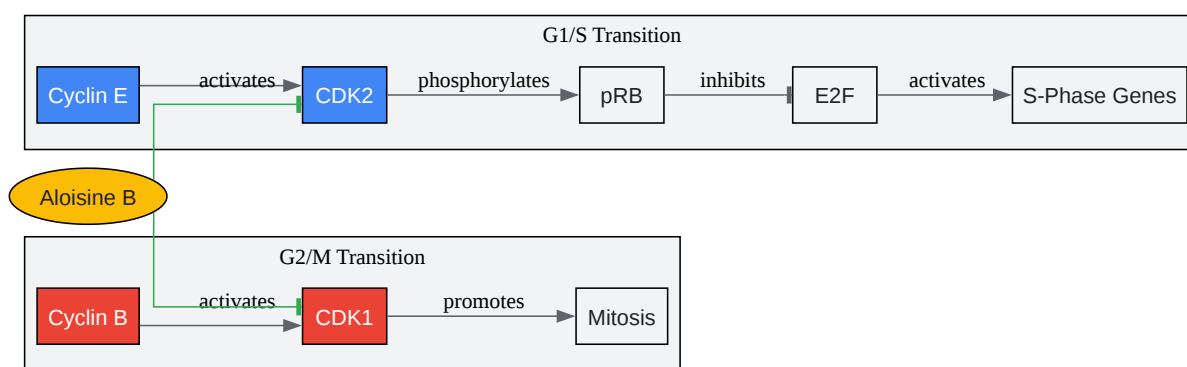 G1/S Transition
Cyclin E
activates
CDK2
phosphorylates
pRB
inhibits
E2F
activates
S-Phase Genes
Aloisine B
G2/M Transition
Cyclin B
activates
CDK1
promotes
Mitosis